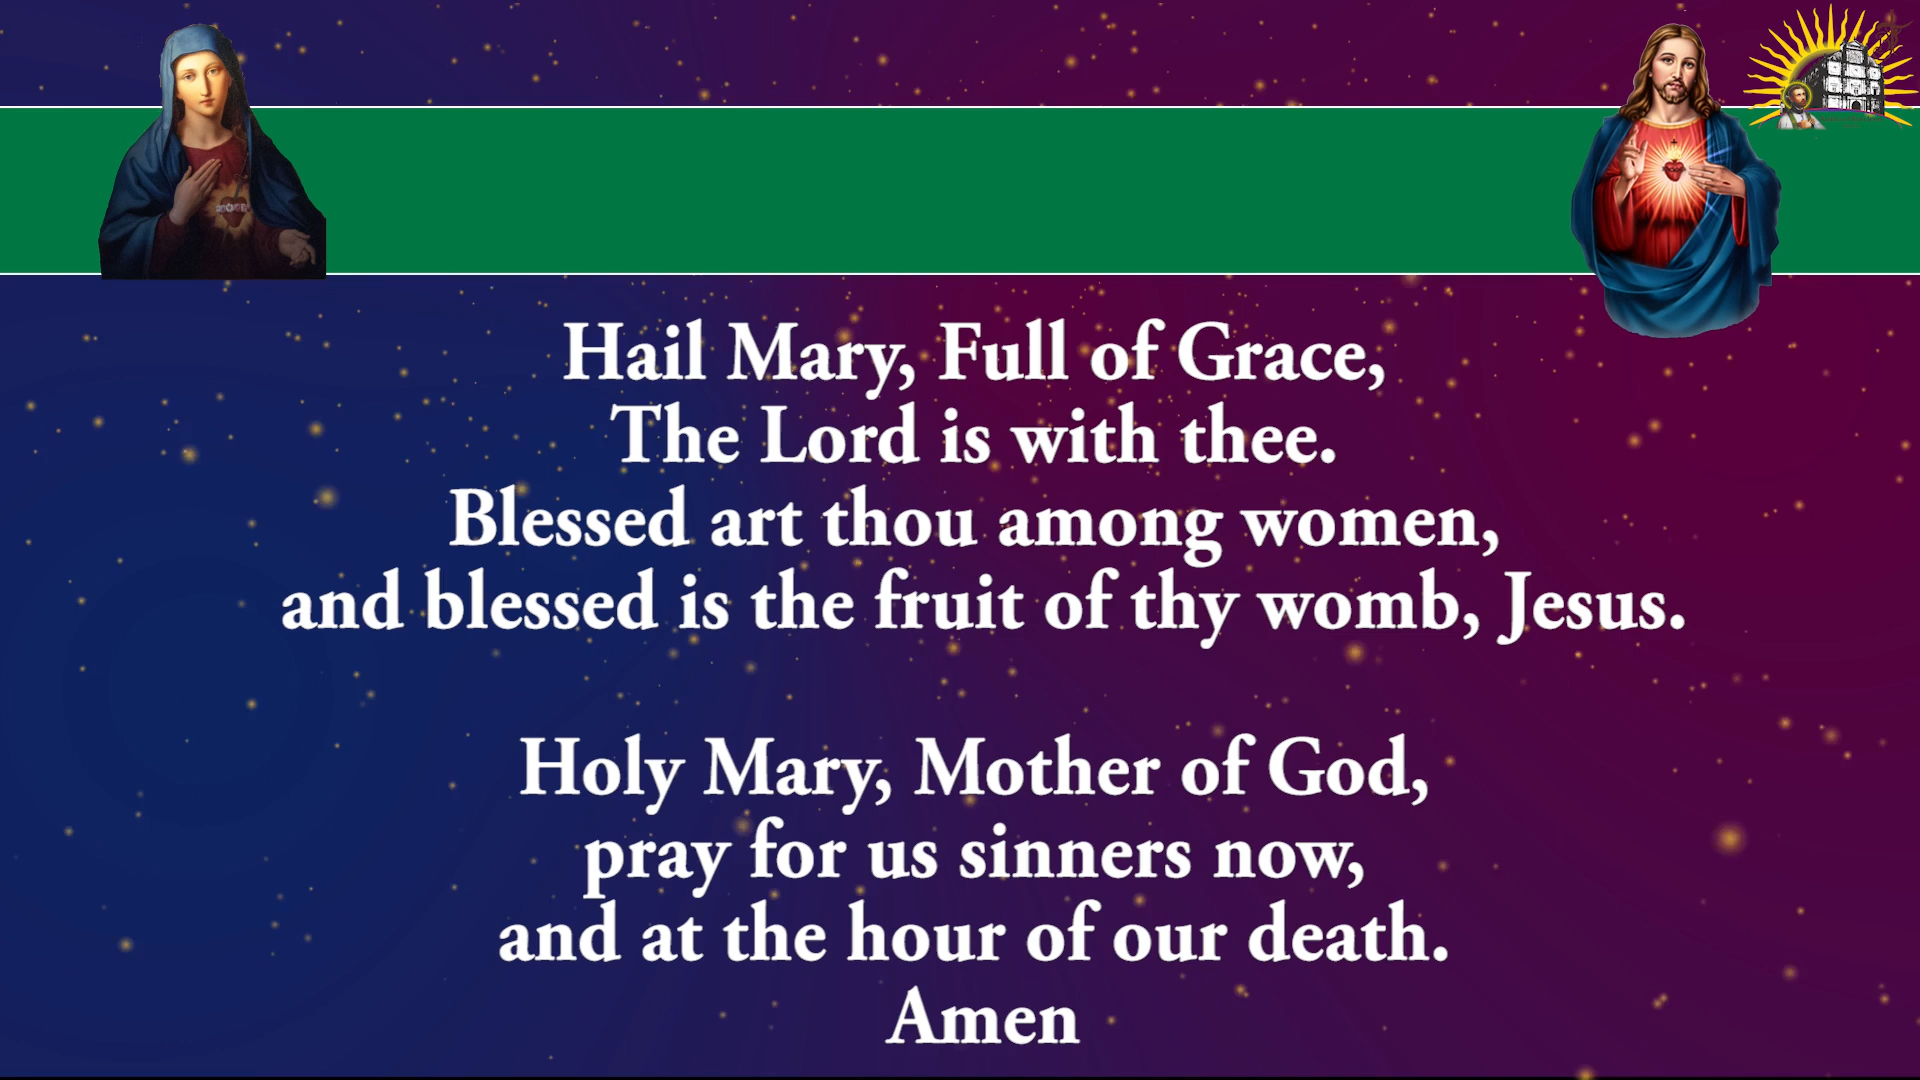 Hail Mary, Full of Grace,
The Lord is with thee.
Blessed art thou among women,
and blessed is the fruit of thy womb, Jesus.
Holy Mary, Mother of God,
pray for us sinners now,
and at the hour of our death.
Amen